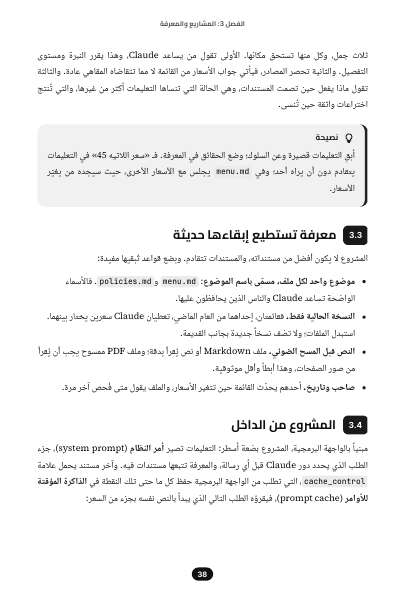 الفصل 3: المشاريع والمعرفة
ثلاث جمل، وكل منها تستحق مكانها. الأولى تقول من يساعد Claude، وهذا يقرر النبرة ومستوى
التفصيل. والثانية تحصر المصادر، فيأتي جواب الأسعار من القائمة لا مما تتقاضاه المقاهي عادة. والثالثة
تقول ماذا يفعل حين تصمت المستندات، وهي الحالة التي تنساها التعليمات أكثر من غيرها، والتي تُنتج
اختراعات واثقة حين تُنسى.
نصيحة
أبقِ التعليمات قصيرة وعن السلوك؛ وضع الحقائق في المعرفة. فـ «سعر اللاتيه 45» في التعليمات
يتقادم دون أن يراه أحد؛ وفي menu.md يجلس مع الأسعار الأخرى، حيث سيجده من يغيّر
الأسعار.
3.3 معرفة تستطيع إبقاءها حديثة
المشروع لا يكون أفضل من مستنداته، والمستندات تتقادم. وبضع قواعد تُبقيها مفيدة:
• موضوع واحد لكل ملف، مسمّى باسم الموضوع: menu.md و policies.md. فالأسماء
الواضحة تساعد Claude والناس الذين يحافظون عليها.
• النسخة الحالية فقط. فقائمتان، إحداهما من العام الماضي، تعطيان Claude سعرين يختار بينهما.
استبدل الملفات؛ ولا تضف نسخاً جديدة بجانب القديمة.
• النص قبل المسح الضوئي. ملف Markdown أو نص يُقرأ بدقة؛ وملف PDF ممسوح يجب أن يُقرأ
من صور الصفحات، وهذا أبطأ وأقل موثوقية.
• صاحب وتاريخ. أحدهم يحدّث القائمة حين تتغير الأسعار، والملف يقول متى فُحص آخر مرة.
3.4 المشروع من الداخل
مبنياً بالواجهة البرمجية، المشروع بضعة أسطر: التعليمات تصير أمر النظام (system prompt)، جزء
الطلب الذي يحدد دور Claude قبل أي رسالة، والمعرفة تتبعها مستندات فيه. وآخر مستند يحمل علامة
cache_control، التي تطلب من الواجهة البرمجية حفظ كل ما حتى تلك النقطة في الذاكرة المؤقتة
للأوامر (prompt cache)، فيقرؤه الطلب التالي الذي يبدأ بالنص نفسه بجزء من السعر:
38